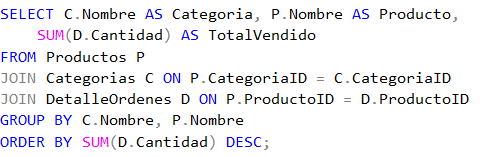 SELECT C.Nombre AS Categoria, P.Nombre AS Producto,
SUM(D.Cantidad) AS TotalVendido
FROM Productos P
JOIN Categorias C ON P.CategoriaID = C.CategoriaID
JOIN DetalleOrdenes D ON P.ProductoID = D.ProductoID
GROUP BY C.Nombre, P.Nombre
ORDER BY SUM(D.Cantidad) DESC;